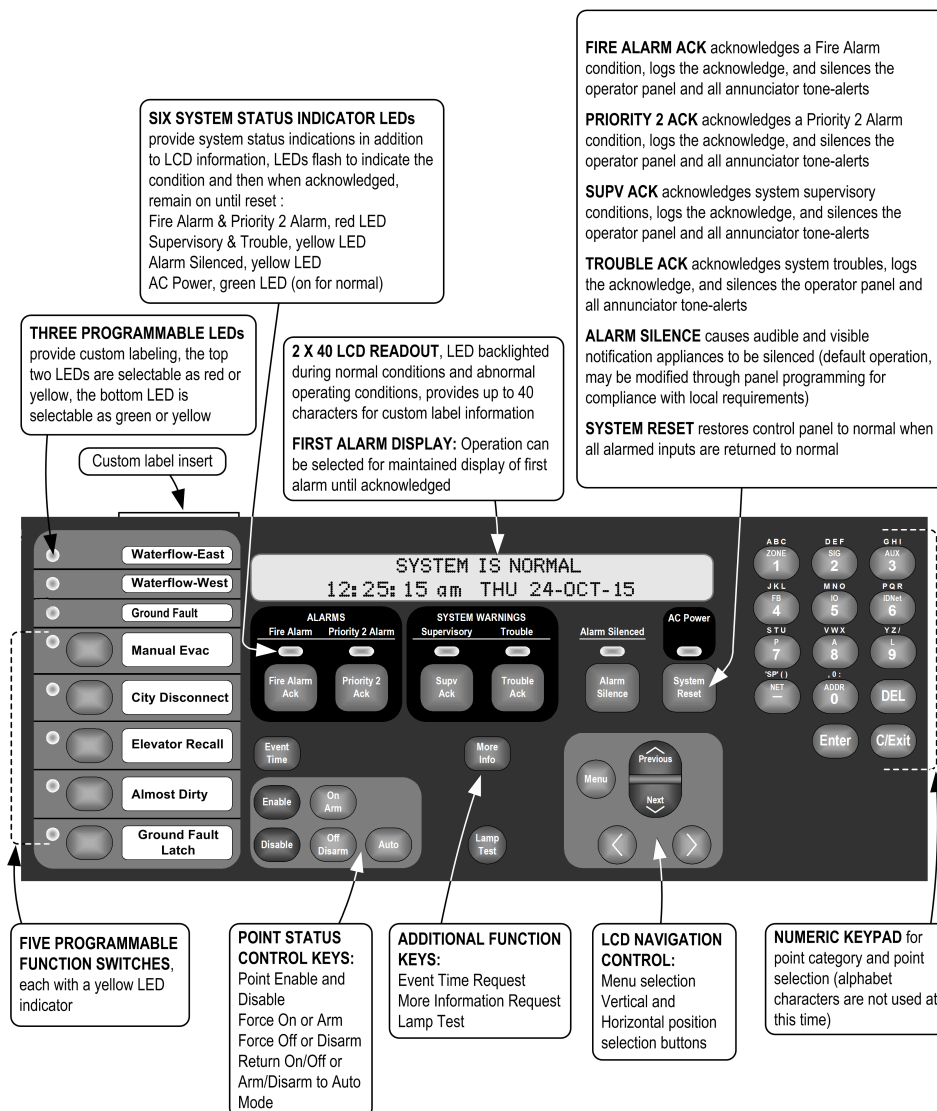 FIRE ALARM ACK acknowledges a Fire Alarm
condition, logs the acknowledge, and silences the
operator panel and all annunciator tone-alerts
PRIORITY 2 ACK acknowledges a Priority 2 Alarm
condition, logs the acknowledge, and silences the
operator panel and all annunciator tone-alerts
SUPV ACK acknowledges system supervisory
conditions, logs the acknowledge, and silences the
operator panel and all annunciator tone-alerts
TROUBLE ACK acknowledges system troubles, logs
the acknowledge, and silences the operator panel and
all annunciator tone-alerts
ALARM SILENCE causes audible and visible
notification appliances to be silenced (default operation,
may be modified through panel programming for
compliance with local requirements)
SYSTEM RESET restores control panel to normal when
all alarmed inputs are returned to normal
SIX SYSTEM STATUS INDICATOR LEDs
provide system status indications in addition
to LCD information, LEDs flash to indicate the
condition and then when acknowledged,
remain on until reset :
Fire Alarm & Priority 2 Alarm, red LED
Supervisory & Trouble, yellow LED
Alarm Silenced, yellow LED
AC Power, green LED (on for normal)
THREE PROGRAMMABLE LEDs
provide custom labeling, the top
two LEDs are selectable as red or
yellow, the bottom LED is
selectable as green or yellow
2 X 40 LCD READOUT, LED backlighted
during normal conditions and abnormal
operating conditions, provides up to 40
characters for custom label information
FIRST ALARM DISPLAY: Operation can
be selected for maintained display of first
alarm until acknowledged
Custom label insert
Waterflow-East
Waterflow-West
Ground Fault
Manual Evac
City Disconnect
Elevator Recall
Almost Dirty
Ground Fault
Latch
SYSTEM IS NORMAL
12:25:15 am THU 24-OCT-15
ALARMS
Fire Alarm Priority 2 Alarm
SYSTEM WARNINGS
Supervisory Trouble
Alarm Silenced
AC Power
Fire Alarm
Ack
Priority 2
Ack
Supv
Ack
Trouble
Ack
Alarm
Silence
System
Reset
Event
Time
More
Info
Enable
On
Arm
Disable
Off
Disarm
Auto
Lamp
Test
Menu
Previous
Next
A B C D E F G H I
ZONE SIG AUX
1 2 3
J K L M N O P Q R
FB IO IDNet
4 5 6
S T U V W X Y Z /
P A L
7 8 9
'SP' ( ) , 0 :
NET ADDR
– 0 DEL
Enter C/Exit
FIVE PROGRAMMABLE
FUNCTION SWITCHES,
each with a yellow LED
indicator
POINT STATUS
CONTROL KEYS:
Point Enable and
Disable
Force On or Arm
Force Off or Disarm
Return On/Off or
Arm/Disarm to Auto
Mode
ADDITIONAL FUNCTION
KEYS:
Event Time Request
More Information Request
Lamp Test
LCD NAVIGATION
CONTROL:
Menu selection
Vertical and
Horizontal position
selection buttons
NUMERIC KEYPAD for
point category and point
selection (alphabet
characters are not used at
this time)